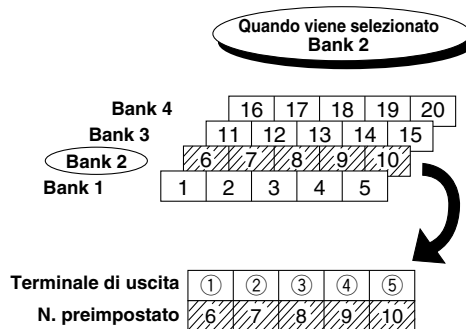 Quando viene selezionato
Bank 2
Bank 4 16 17 18 19 20
Bank 3 11 12 13 14 15
Bank 2 6 7 8 9 10
Bank 1 1 2 3 4 5
Terminale di uscita ① ② ③ ④ ⑤
N. preimpostato 6 7 8 9 10